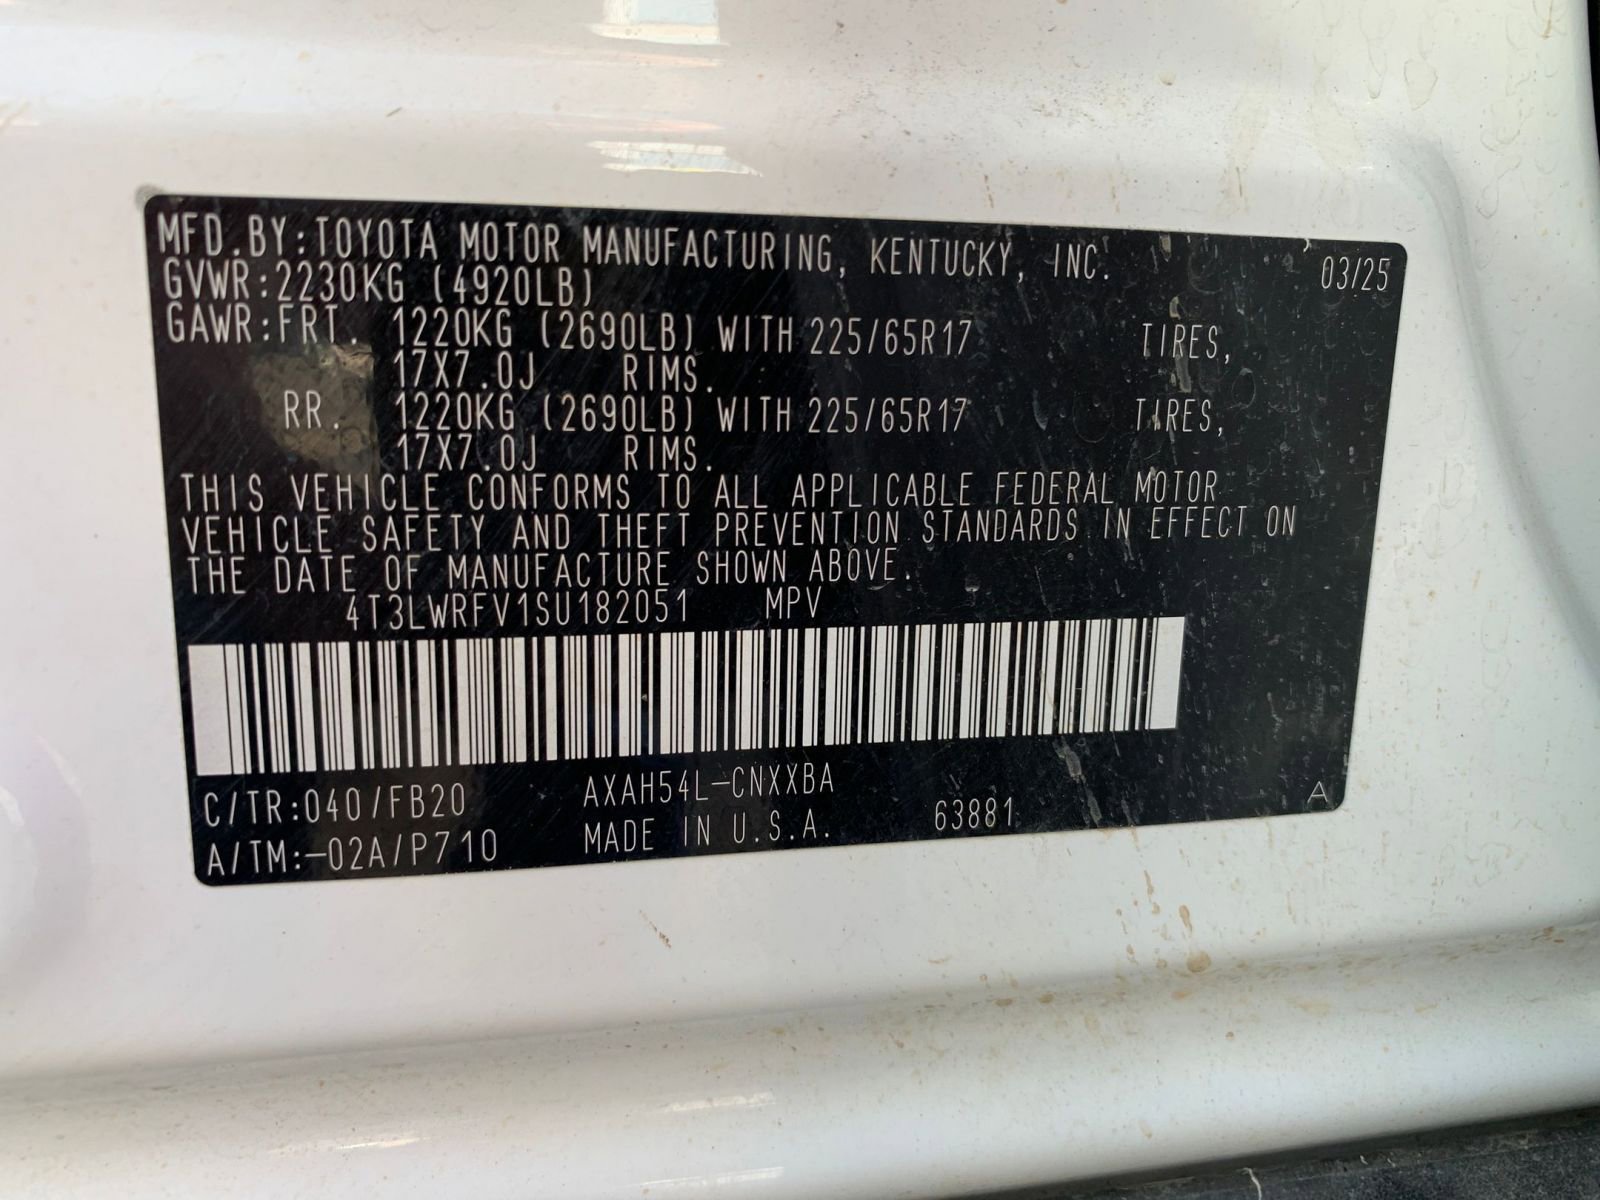 MFD.BY:TOYOTA MOTOR MANUFACTURING, KENTUCKY, INC. 03/25
GVWR:2230KG (4920LB)
GAWR:FRT. 1220KG (2690LB) WITH 225/65R17 TIRES,
17X7.0J RIMS.
RR. 1220KG (2690LB) WITH 225/65R17 TIRES,
17X7.0J RIMS.
THIS VEHICLE CONFORMS TO ALL APPLICABLE FEDERAL MOTOR
VEHICLE SAFETY AND THEFT PREVENTION STANDARDS IN EFFECT ON
THE DATE OF MANUFACTURE SHOWN ABOVE.
4T3LWRFV1SU182051 MPV
C/TR:040/FB20 AXAH54L-CNXXBA A
A/TM:-02A/P710 MADE IN U.S.A. 63881